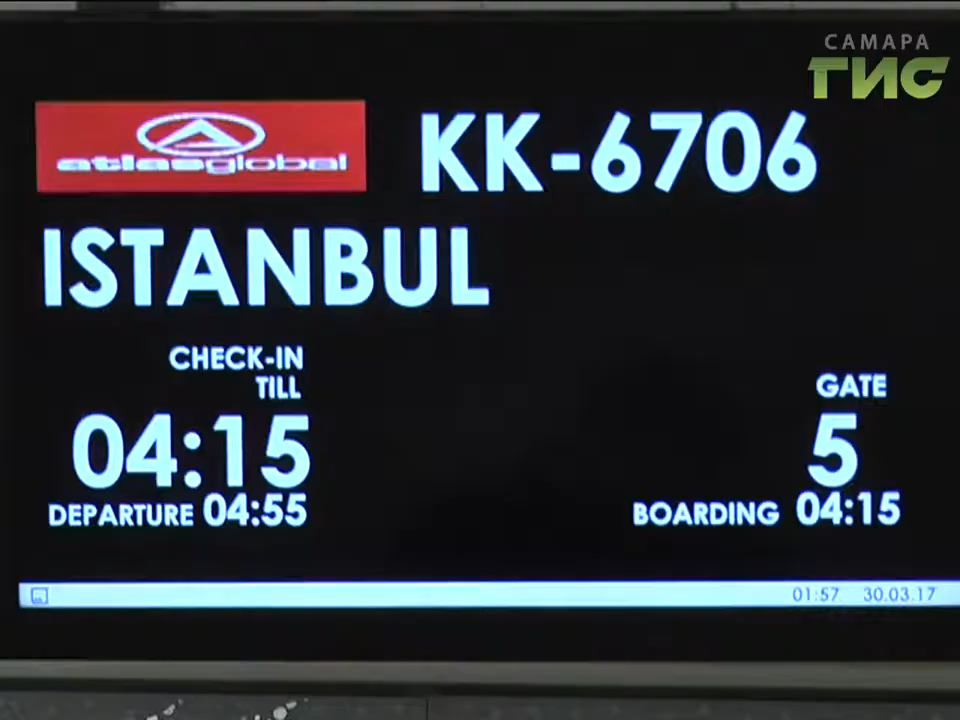 САМАРА
ГИС
atlasglobal
KK-6706
ISTANBUL
CHECK-IN
TILL
04:15
DEPARTURE 04:55
GATE
5
BOARDING 04:15
01:57 30.03.17